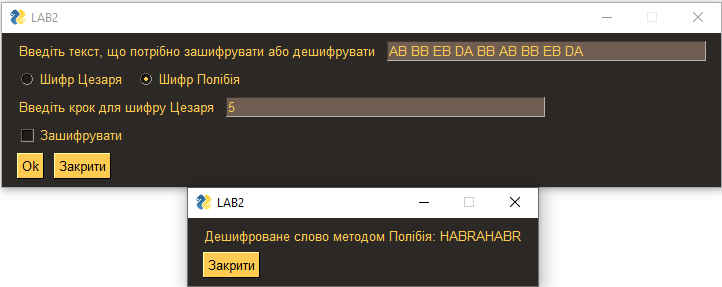 LAB2
Введіть текст, що потрібно зашифрувати або дешифрувати AB BB EB DA BB AB BB EB DA
Шифр Цезаря Шифр Полібія
Введіть крок для шифру Цезаря 5
Зашифрувати
Ok Закрити
LAB2
Дешифроване слово методом Полібія: HABRAHABR
Закрити